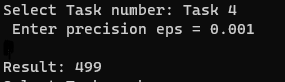 Select Task number: Task 4
Enter precision eps = 0.001
Result: 499